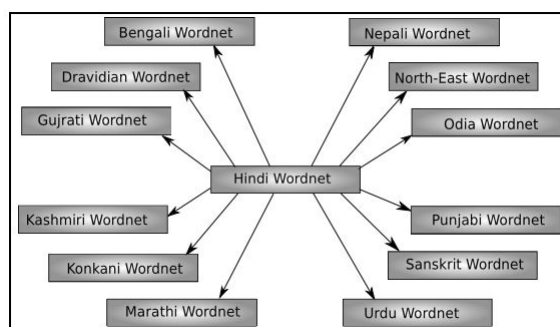 Bengali Wordnet
Nepali Wordnet
Dravidian Wordnet
North-East Wordnet
Gujrati Wordnet
Odia Wordnet
Hindi Wordnet
Kashmiri Wordnet
Punjabi Wordnet
Konkani Wordnet
Sanskrit Wordnet
Marathi Wordnet
Urdu Wordnet